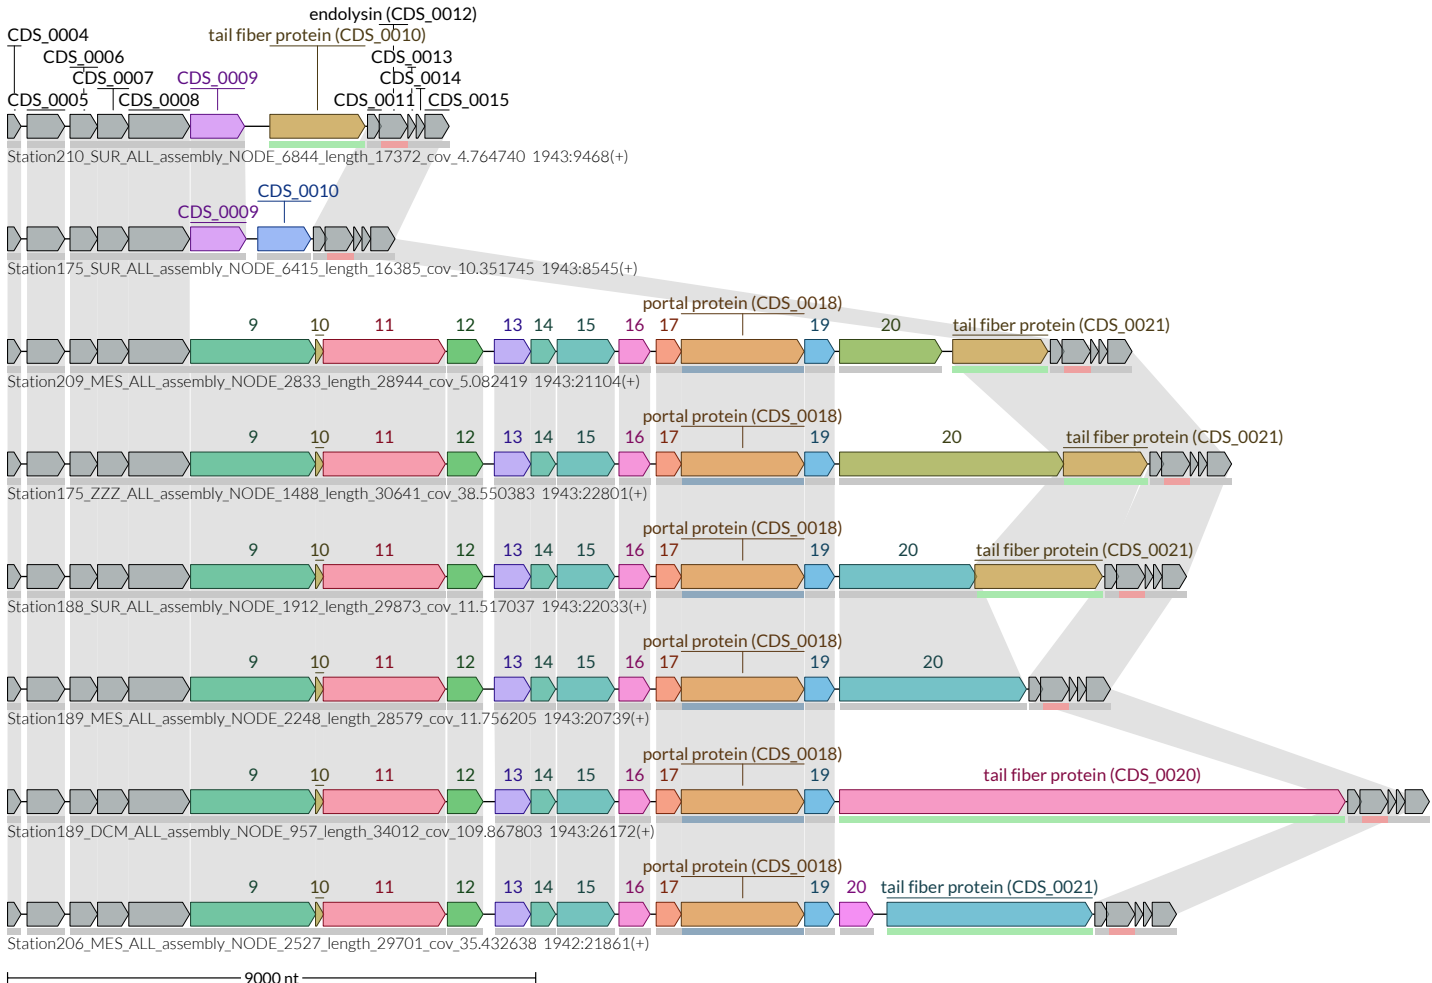 endolysin (CDS_0012)
CDS_0004 tail fiber protein (CDS_0010)
CDS_0006 CDS_0013
CDS_0007 CDS_0009 CDS_0014
CDS_0005 CDS_0008 CDS_0011 CDS_0015
Station210_SUR_ALL_assembly_NODE_6844_length_17372_cov_4.764740 1943:9468(+)
CDS_0010
CDS_0009
Station175_SUR_ALL_assembly_NODE_6415_length_16385_cov_10.351745 1943:8545(+)
portal protein (CDS_0018)
9 10 11 12 13 14 15 16 17 19 20 tail fiber protein (CDS_0021)
Station209_MES_ALL_assembly_NODE_2833_length_28944_cov_5.082419 1943:21104(+)
portal protein (CDS_0018)
9 10 11 12 13 14 15 16 17 19 20 tail fiber protein (CDS_0021)
Station175_ZZZ_ALL_assembly_NODE_1488_length_30641_cov_38.550383 1943:22801(+)
portal protein (CDS_0018)
9 10 11 12 13 14 15 16 17 19 20 tail fiber protein (CDS_0021)
Station188_SUR_ALL_assembly_NODE_1912_length_29873_cov_11.517037 1943:22033(+)
portal protein (CDS_0018)
9 10 11 12 13 14 15 16 17 19 20
Station189_MES_ALL_assembly_NODE_2248_length_28579_cov_11.756205 1943:20739(+)
portal protein (CDS_0018)
9 10 11 12 13 14 15 16 17 19 tail fiber protein (CDS_0020)
Station189_DCM_ALL_assembly_NODE_957_length_34012_cov_109.867803 1943:26172(+)
portal protein (CDS_0018)
9 10 11 12 13 14 15 16 17 19 20 tail fiber protein (CDS_0021)
Station206_MES_ALL_assembly_NODE_2527_length_29701_cov_35.432638 1942:21861(+)
9000 nt